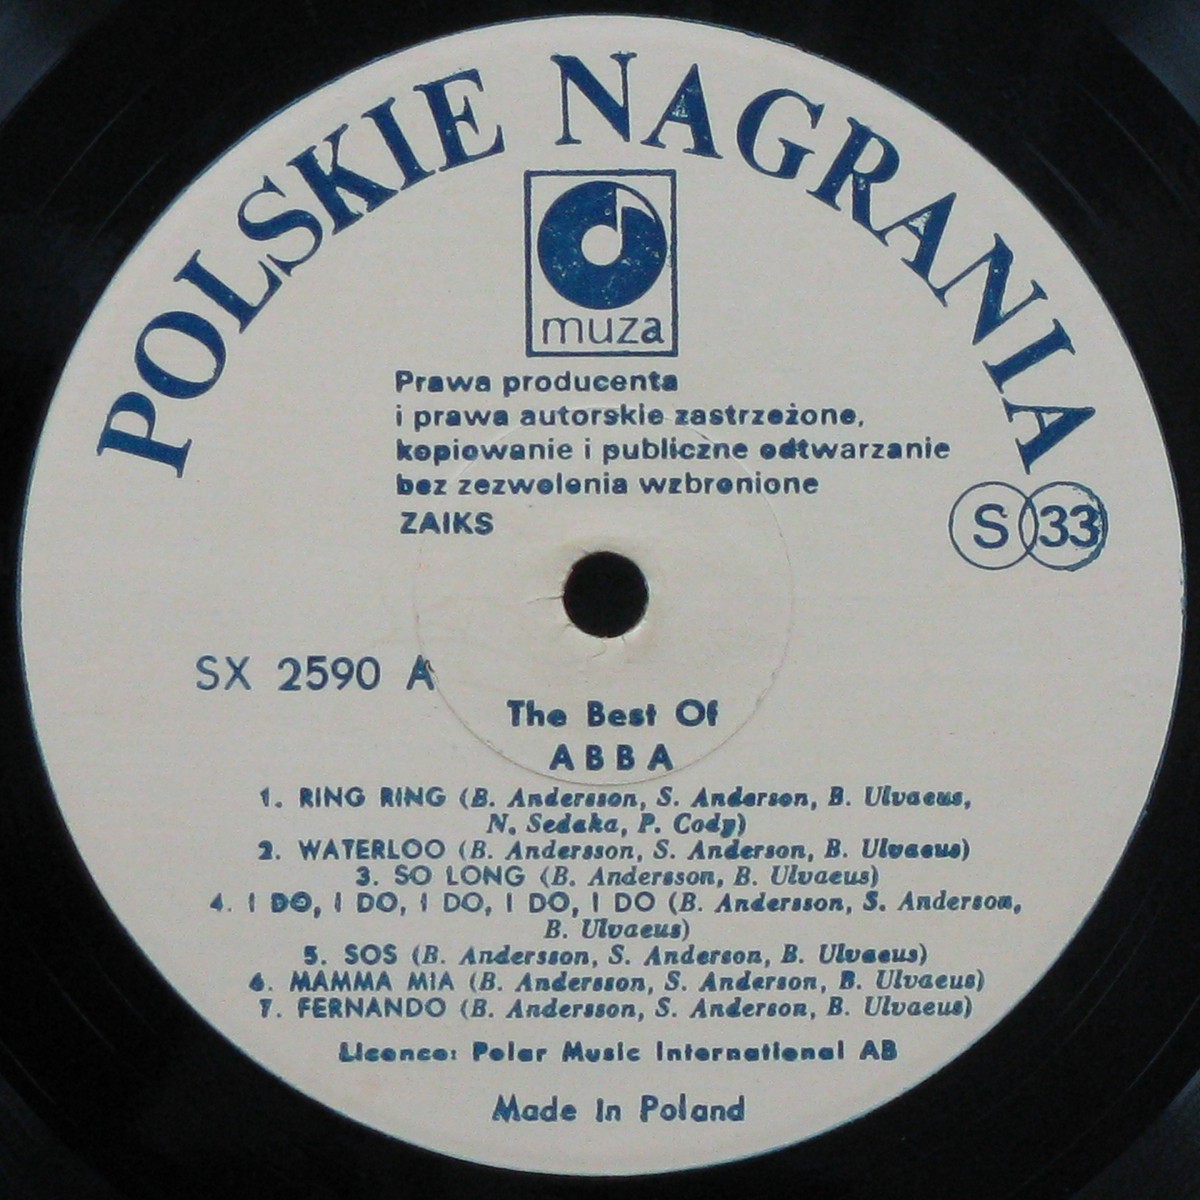 POLSKIE NAGRANIA
muza
Prawa producenta
i prawa autorskie zastrzeżone,
kopiowanie i publiczne odtwarzanie
bez zezwolenia wzbronione
ZAIKS
S 33
SX 2590 A
The Best Of
ABBA
1. RING RING (B. Andersson, S. Anderson, B. Ulvaeus,
N. Sedaka, P. Cody)
2. WATERLOO (B. Andersson, S. Anderson, B. Ulvaeus)
3. SO LONG (B. Andersson, B. Ulvaeus)
4. I DO, I DO, I DO, I DO, I DO (B. Andersson, S. Anderson,
B. Ulvaeus)
5. SOS (B. Andersson, S. Anderson, B. Ulvaeus)
6. MAMMA MIA (B. Andersson, S. Anderson, B. Ulvaeus)
7. FERNANDO (B. Andersson, S. Anderson, B. Ulvaeus)
Licence: Polar Music International AB
Made in Poland